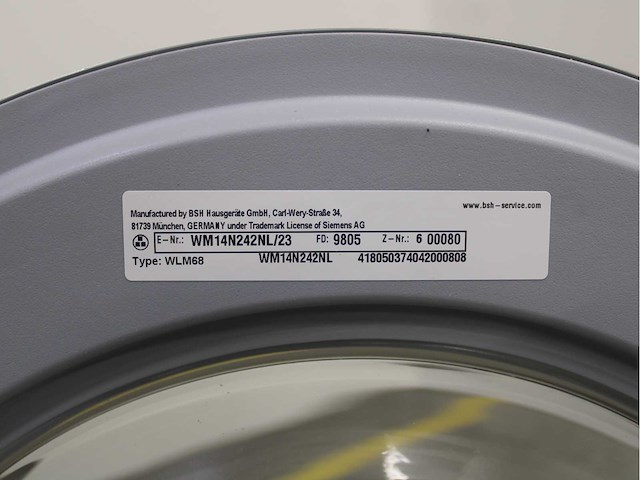 www.bsh-service.com
Manufactured by BSH Hausgeräte GmbH, Carl-Wery-Straße 34,
81739 München, GERMANY under Trademark License of Siemens AG
E-Nr.: WM14N242NL/23 FD: 9805 Z-Nr.: 6 00080
Type: WLM68 WM14N242NL 418050374042000808